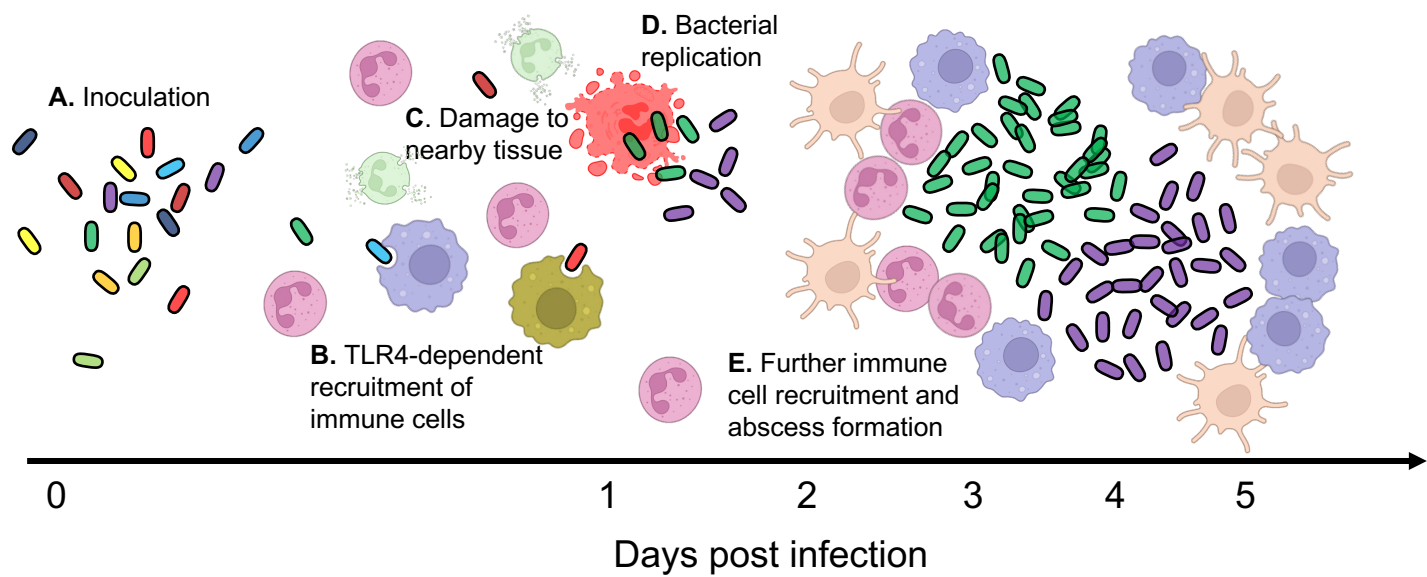 A. Inoculation
B. TLR4-dependent
recruitment of
immune cells
C. Damage to
nearby tissue
D. Bacterial
replication
E. Further immune
cell recruitment and
abscess formation
0
1
2
3
4
5
Days post infection